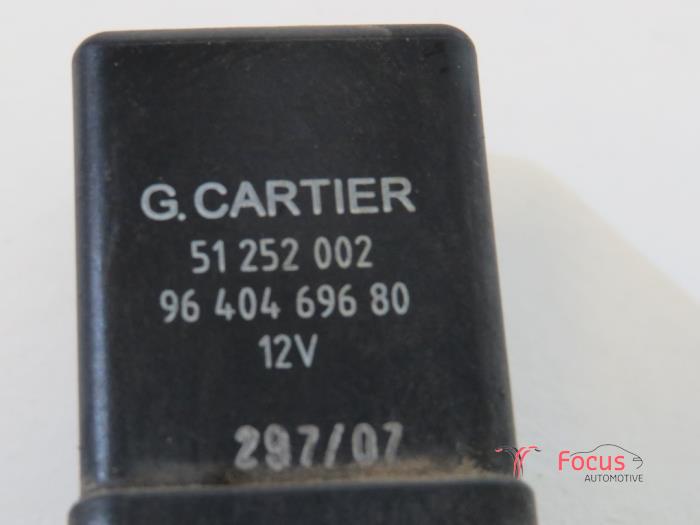 G. CARTIER
51 252 002
96 404 696 80
12V
297/07
Focus
AUTOMOTIVE